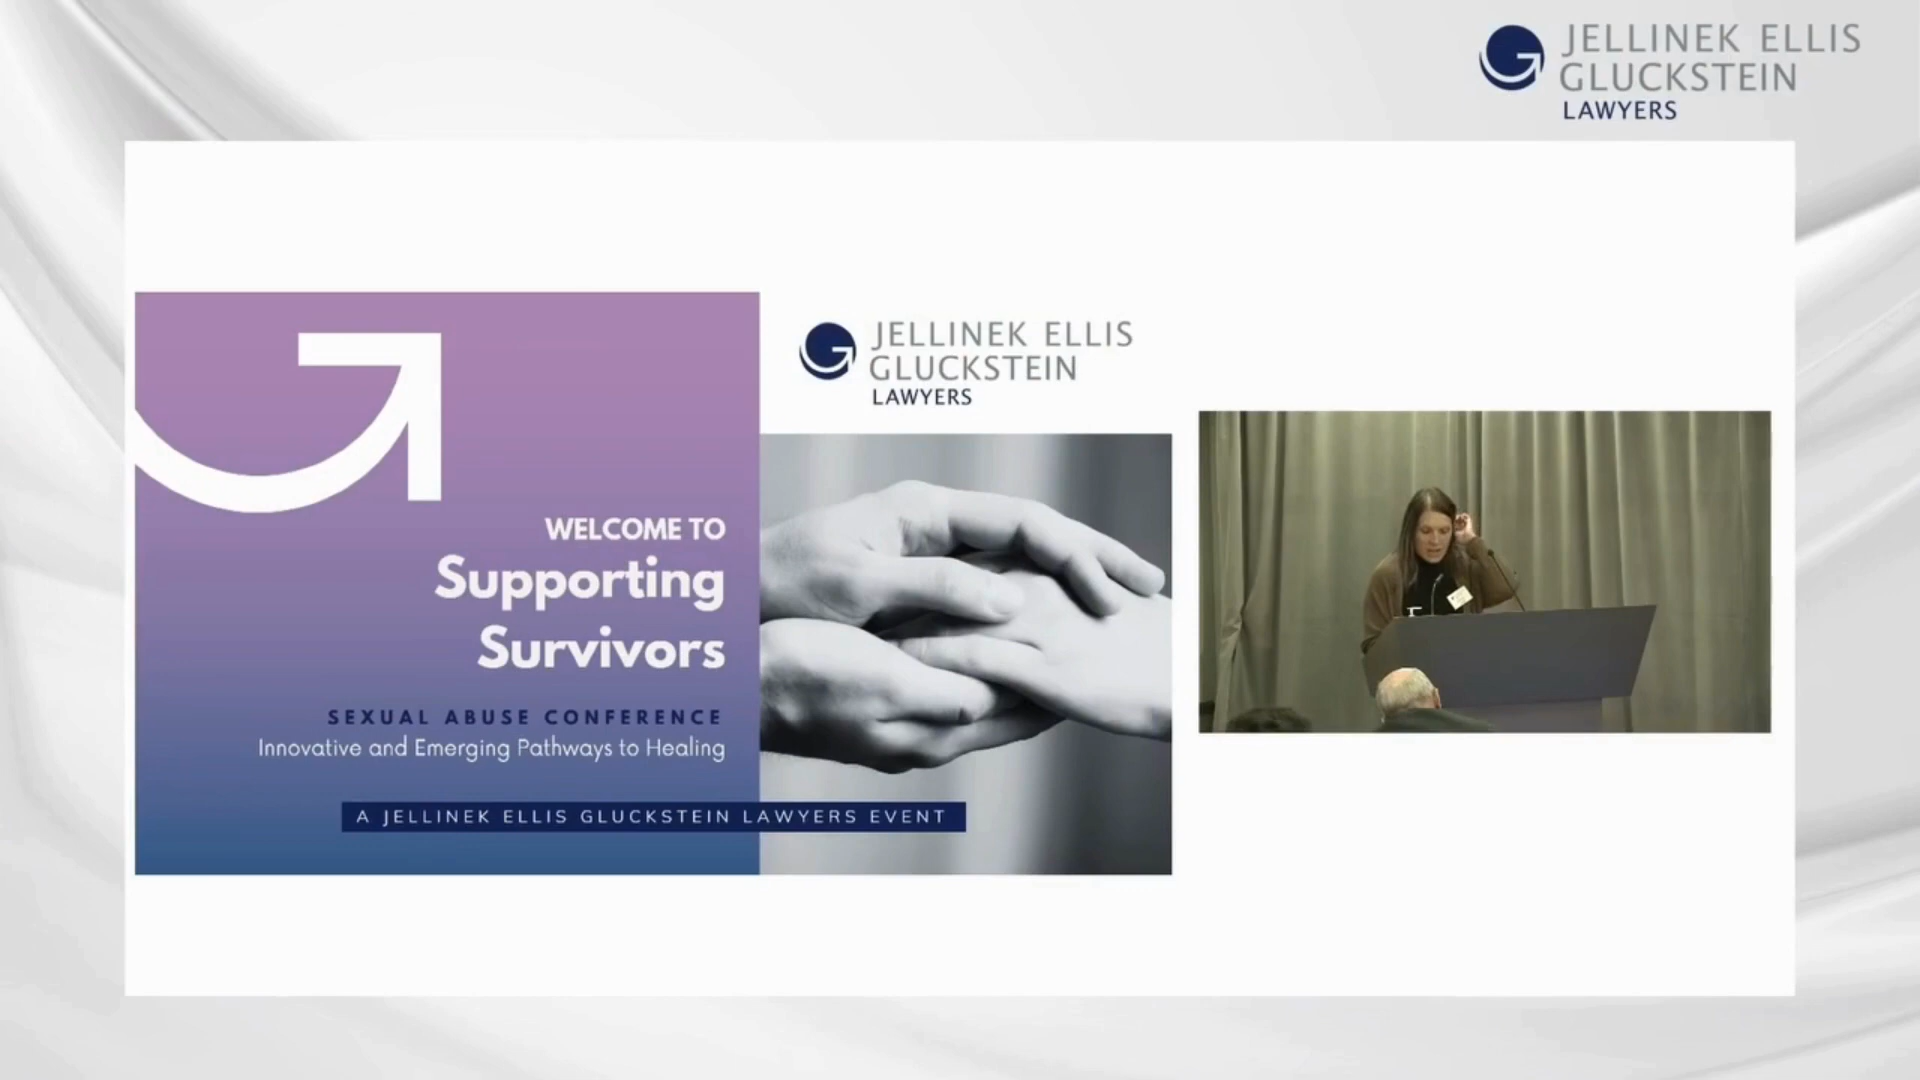 JELLINEK ELLIS
GLUCKSTEIN
LAWYERS
JELLINEK ELLIS
GLUCKSTEIN
LAWYERS
WELCOME TO
Supporting
Survivors
SEXUAL ABUSE CONFERENCE
Innovative and Emerging Pathways to Healing
A JELLINEK ELLIS GLUCKSTEIN LAWYERS EVENT